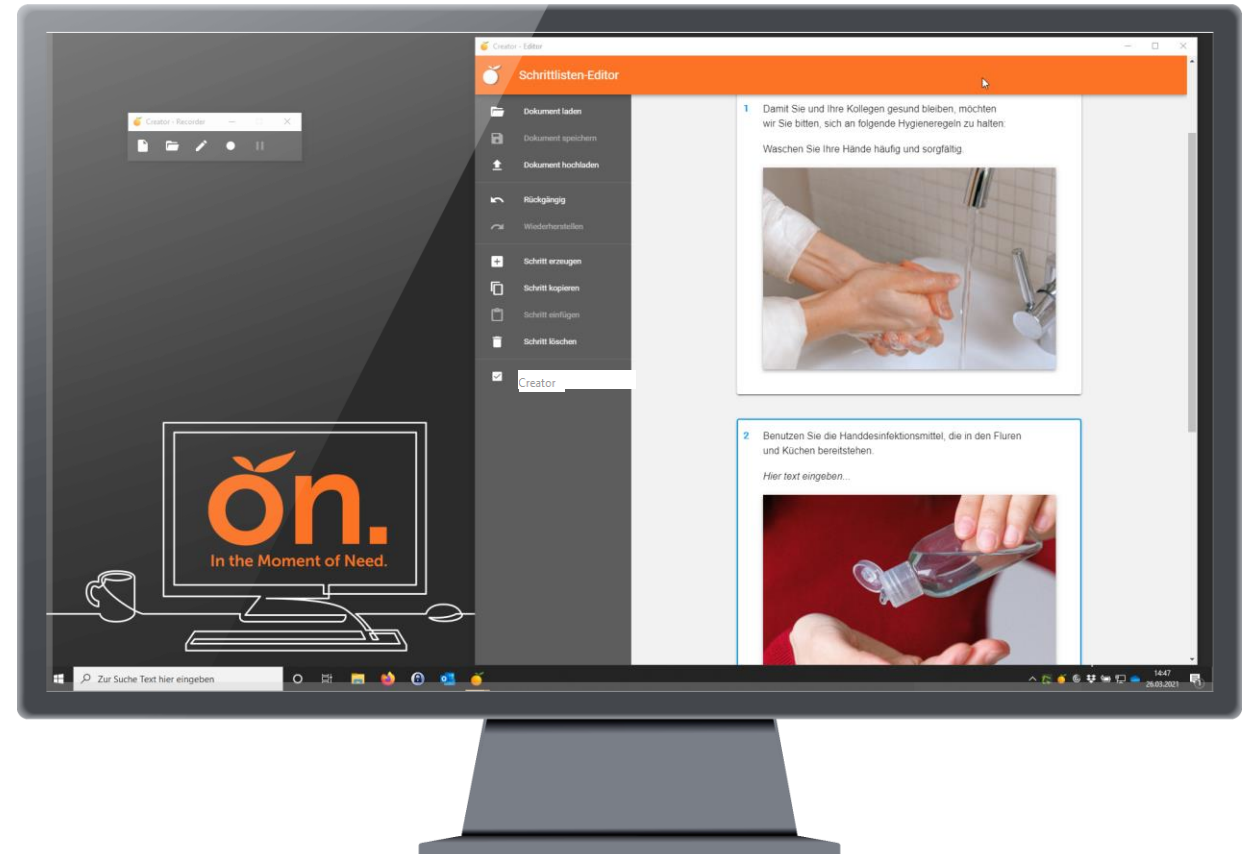 Creator - Editor
Schrittlisten-Editor
Creator - Recorder
Dokument laden
Dokument speichern
Dokument hochladen
Rückgängig
Wiederherstellen
Schritt erzeugen
Schritt kopieren
Schritt einfügen
Schritt löschen
Creator
1 Damit Sie und Ihre Kollegen gesund bleiben, möchten
wir Sie bitten, sich an folgende Hygieneregeln zu halten:
Waschen Sie Ihre Hände häufig und sorgfältig.
2 Benutzen Sie die Handdesinfektionsmittel, die in den Fluren
und Küchen bereitstehen.
Hier text eingeben...
ön.
In the Moment of Need.
Zur Suche Text hier eingeben
14:47
26.03.2021